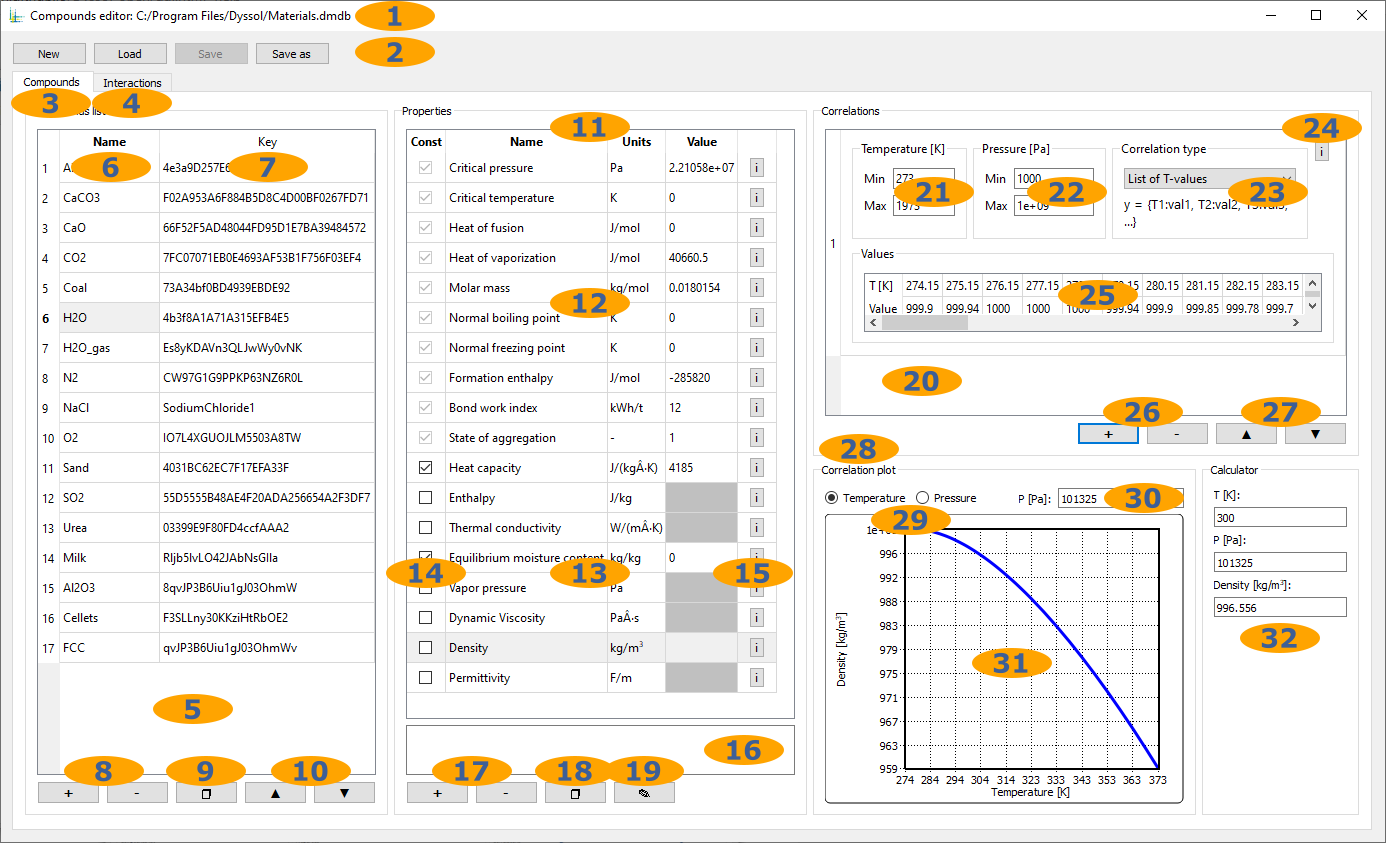 Compounds editor: C:/Program Files/Dyssol/Materials.dmdb 1
New Load Save Save as 2
Compounds Interactions
3 4
Name Key
6 7
1 4e3a9D257E
2 CaCO3 F02A953A6F884B5D8C4D00BF0267FD71
3 CaO 66F52F5AD48044FD95D1E7BA39484572
4 CO2 7FC07071EB0E4693AF53B1F756F03EF4
5 Coal 73A34bf0BD4939EBDE92
6 H2O 4b3f8A1A71A315EFB4E5
7 H2O_gas Es8yKDAVn3QLJwWy0vNK
8 N2 CW97G1G9PPKP63NZ6R0L
9 NaCl SodiumChloride1
10 O2 IO7L4XGUOJLM5503A8TW
11 Sand 4031BC62EC7F17EFA33F
12 SO2 55D5555B48AE4F20ADA256654A2F3DF7
13 Urea 03399E9F80FD4ccfAAA2
14 Milk RIjb5lvLO42JAbNsGlIa
15 Al2O3 8qvJP3B6Uiu1gJ03OhmW
16 Cellets F3SLLny30KKziHtRbOE2
17 FCC qvJP3B6Uiu1gJ03OhmWv
5
8 9 10
+ - ▲ ▼
Properties
11
Const Name Units Value
Critical pressure Pa 2.21058e+07 i
Critical temperature K 0 i
Heat of fusion J/mol 0 i
Heat of vaporization J/mol 40660.5 i
Molar mass kg/mol 0.0180154 i
12
Normal boiling point K 0 i
Normal freezing point K 0 i
Formation enthalpy J/mol -285820 i
Bond work index kWh/t 12 i
State of aggregation - 1 i
Heat capacity J/(kgÂ·K) 4185 i
Enthalpy J/kg i
Thermal conductivity W/(mÂ·K) i
Equilibrium moisture content kg/kg 0 i
14 13 15
Vapor pressure Pa i
Dynamic Viscosity PaÂ·s i
Density kg/m³ i
Permittivity F/m i
16
17 18 19
+ -
Correlations
24
Temperature [K] Pressure [Pa] Correlation type i
Min 273 Min 1000 List of T-values
21 22 23
Max 1973 Max 1e+09 y = {T1:val1, T2:val2, T3:val3,
...}
1
Values
T [K] 274.15 275.15 276.15 277.15 280.15 281.15 282.15 283.15
25
Value 999.9 999.94 1000 1000 1000 999.94 999.9 999.85 999.78 999.7
20
26 27
+ - ▲ ▼
28
Correlation plot
Temperature Pressure P [Pa]: 101325 30
29
996
992
988
983
979
975
971
967
963
959
Density [kg/m³]
31
274 284 294 304 314 323 333 343 353 363 373
Temperature [K]
Calculator
T [K]:
300
P [Pa]:
101325
Density [kg/m³]:
996.556
32